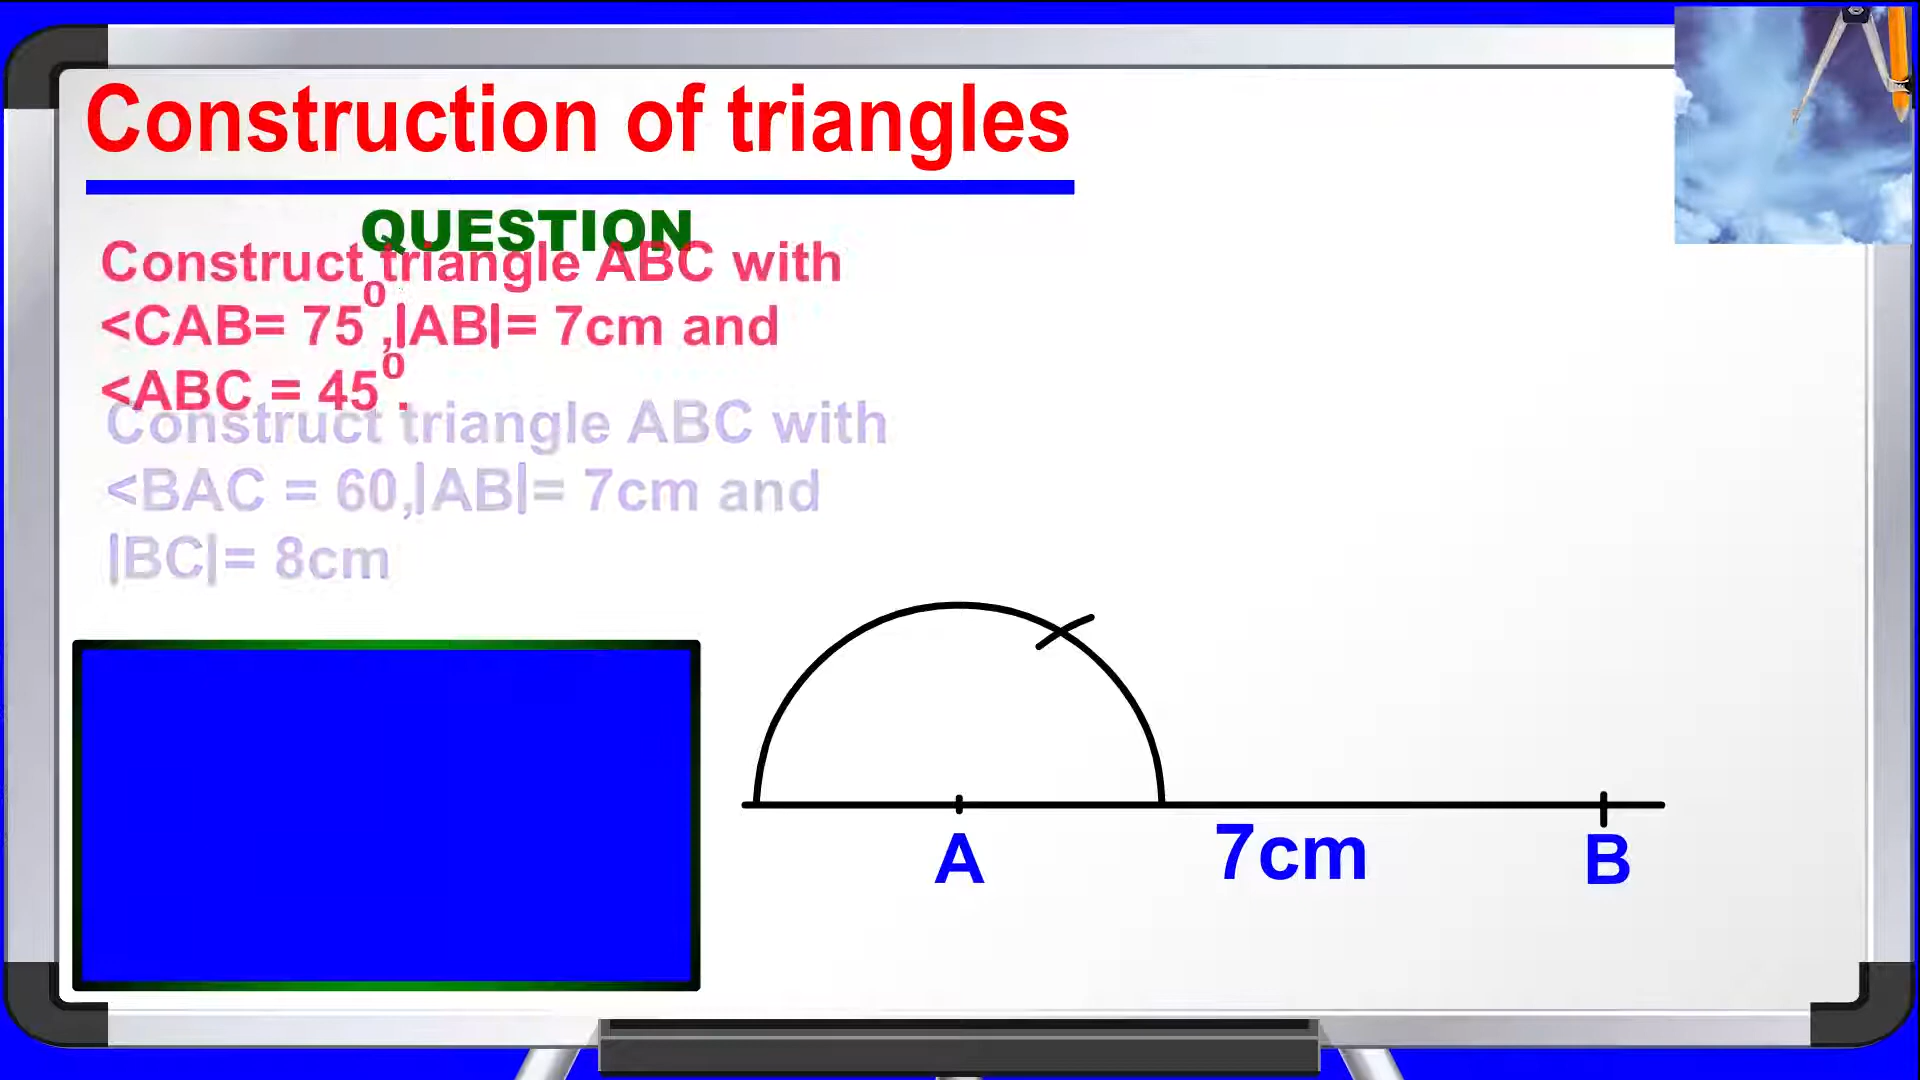 Construction of triangles
QUESTION
Construct triangle ABC with
<CAB= 75°,|AB|= 7cm and
<ABC = 45°.
Construct triangle ABC with
<BAC = 60,|AB|= 7cm and
|BC|= 8cm
A
7cm
B